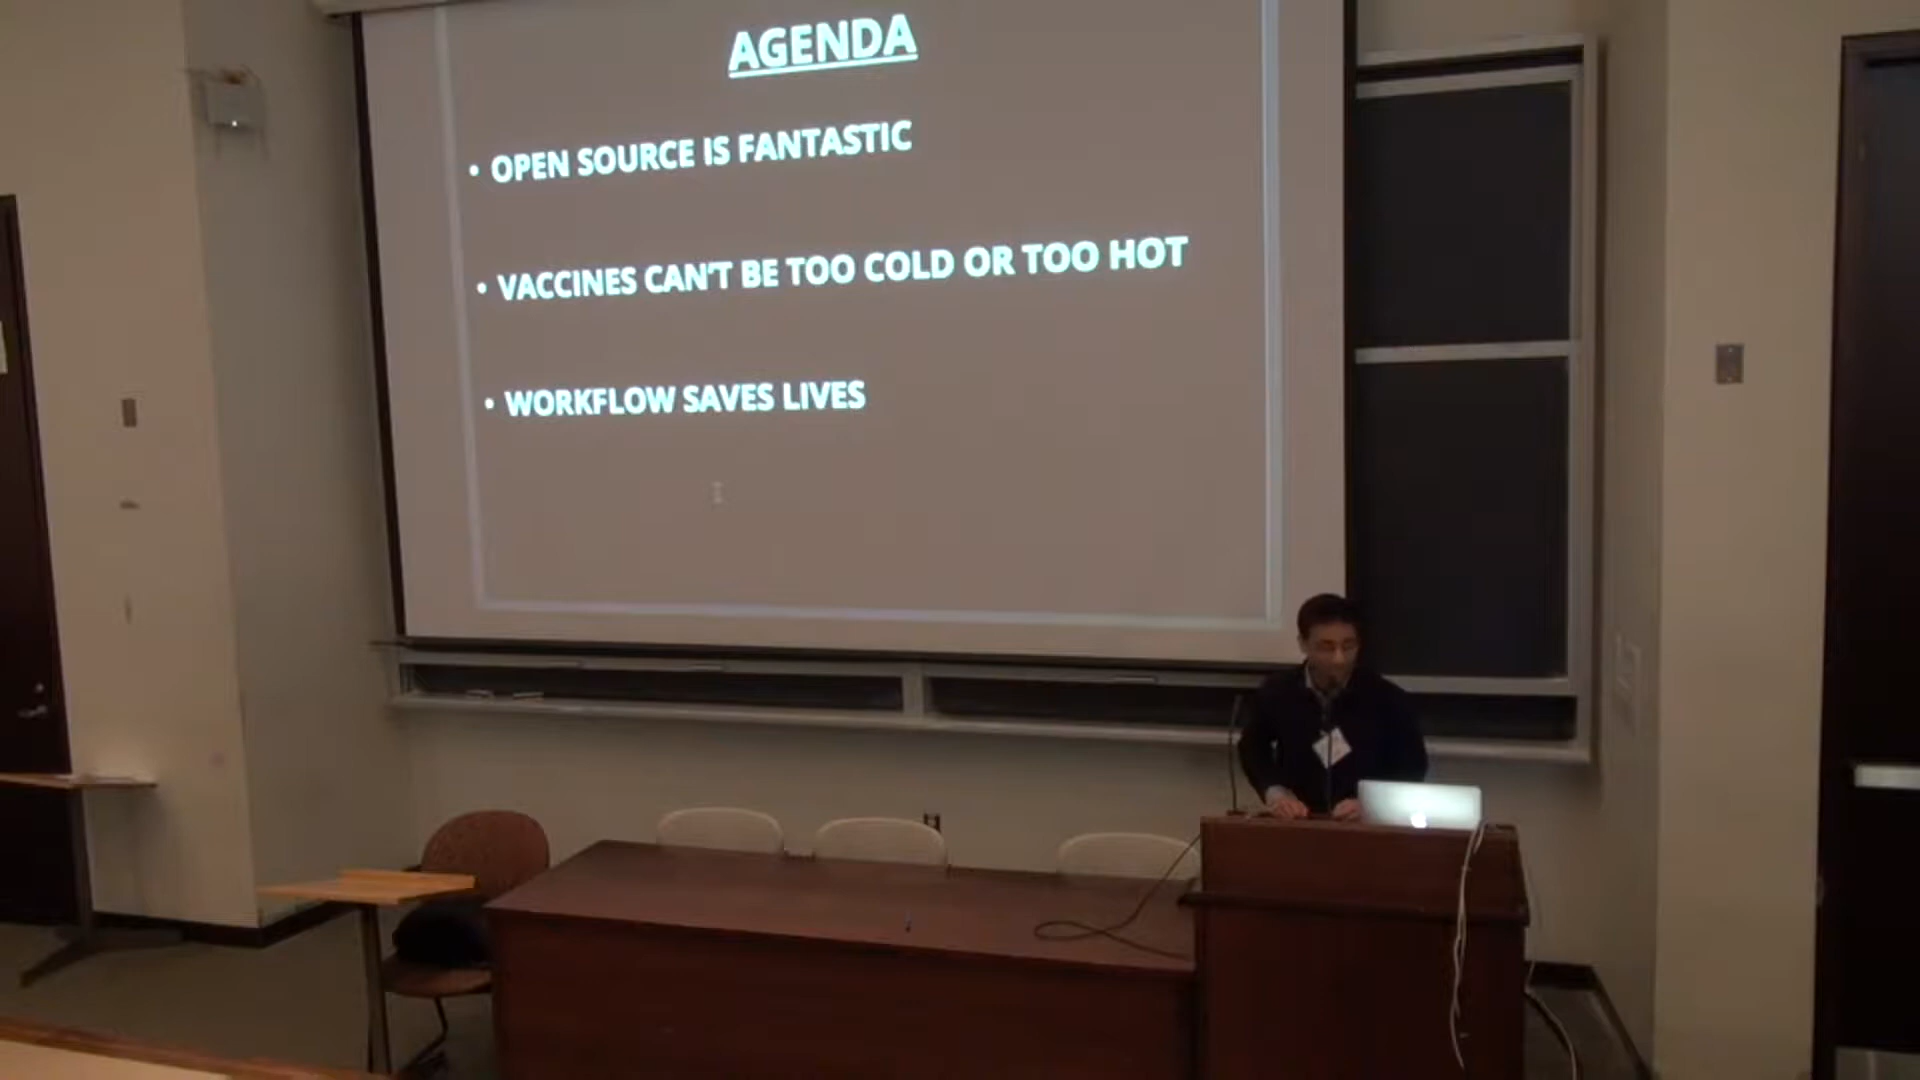 AGENDA
• OPEN SOURCE IS FANTASTIC
• VACCINES CAN'T BE TOO COLD OR TOO HOT
• WORKFLOW SAVES LIVES